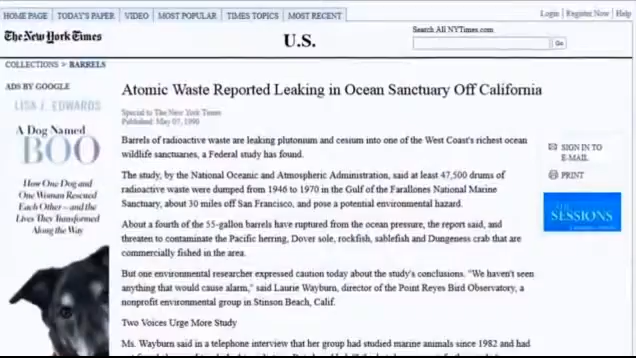 HOME PAGE TODAY'S PAPER VIDEO MOST POPULAR TIMES TOPICS MOST RECENT
Login Register Now Help
The New York Times
U.S.
Search All NYTimes.com
Go
COLLECTIONS > BARRELS
ADS BY GOOGLE
LISA J. EDWARDS
A Dog Named
BOO
How One Dog and
One Woman Rescued
Each Other—and the
Lives They Transformed
Along the Way
Atomic Waste Reported Leaking in Ocean Sanctuary Off California
Special to The New York Times
Published: May 07, 1990
Barrels of radioactive waste are leaking plutonium and cesium into one of the West Coast's richest ocean
wildlife sanctuaries, a Federal study has found.
The study, by the National Oceanic and Atmospheric Administration, said at least 47,500 drums of
radioactive waste were dumped from 1946 to 1970 in the Gulf of the Farallones National Marine
Sanctuary, about 30 miles off San Francisco, and pose a potential environmental hazard.
About a fourth of the 55-gallon barrels have ruptured from the ocean pressure, the report said, and
threaten to contaminate the Pacific herring, Dover sole, rockfish, sablefish and Dungeness crab that are
commercially fished in the area.
But one environmental researcher expressed caution today about the study's conclusions. "We haven't seen
anything that would cause alarm," said Laurie Wayburn, director of the Point Reyes Bird Observatory, a
nonprofit environmental group in Stinson Beach, Calif.
Two Voices Urge More Study
Ms. Wayburn said in a telephone interview that her group had studied marine animals since 1982 and had
SIGN IN TO
E-MAIL
PRINT
THE
SESSIONS